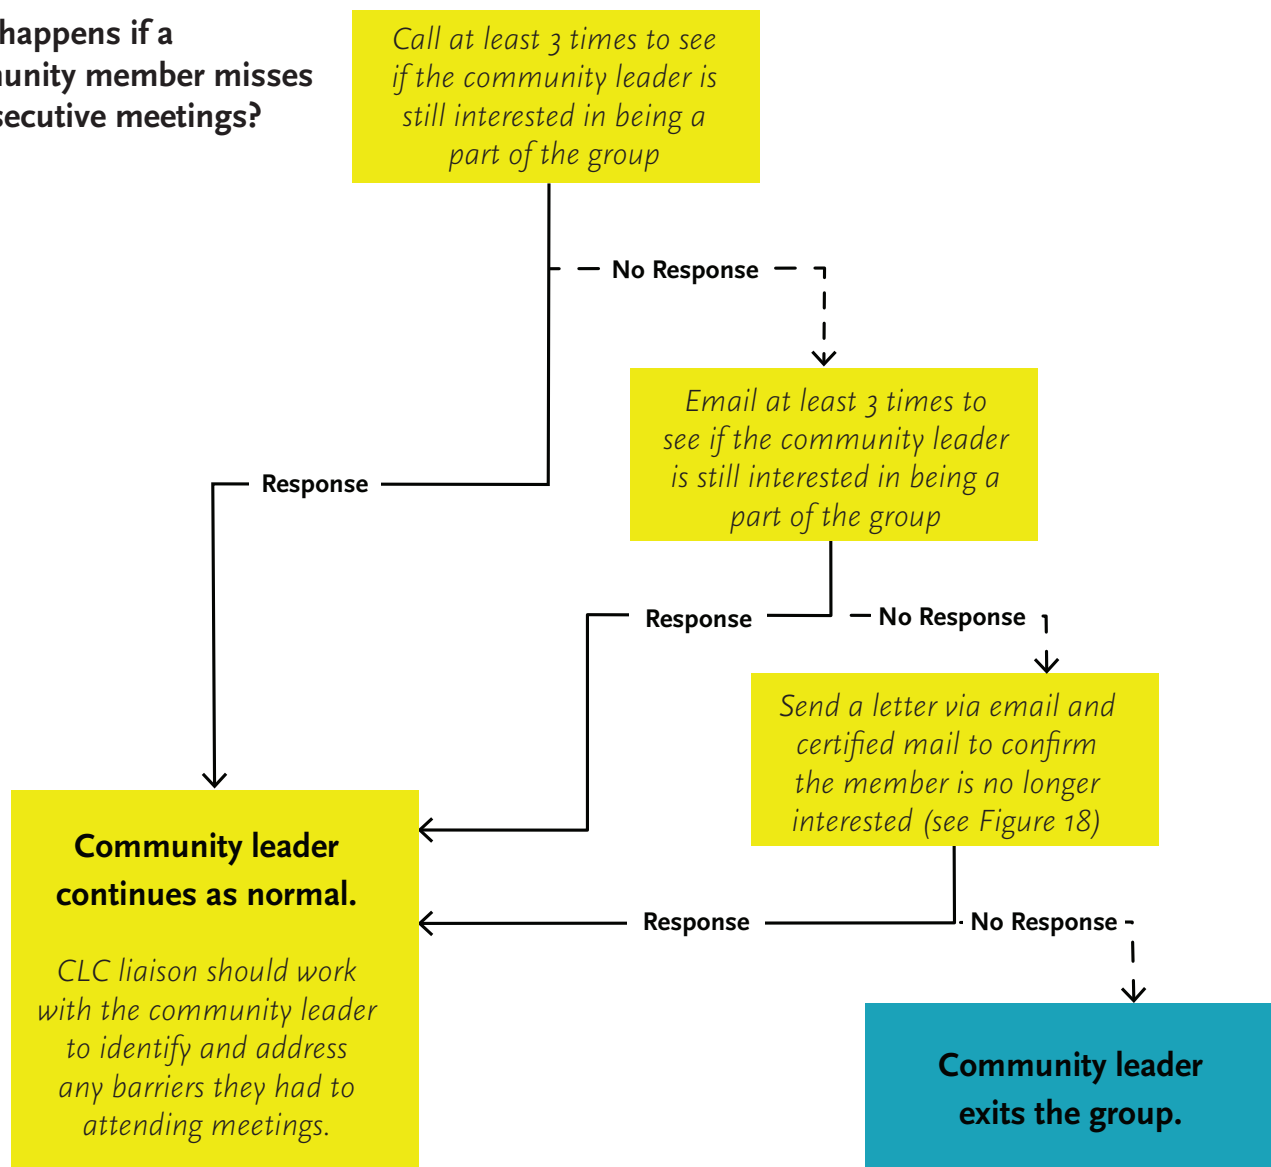 happens if a
member misses
meetings?
Call at least 3 times to see
if the community leader is
still interested in being a
part of the group
No Response
Email at least 3 times to
see if the community leader
is still interested in being a
part of the group
Response
Response
No Response
Send a letter via email and
certified mail to confirm
the member is no longer
interested (see Figure 18)
Community leader
continues as normal.
CLC liaison should work
with the community leader
to identify and address
any barriers they had to
attending meetings.
Response
No Response
Community leader
exits the group.